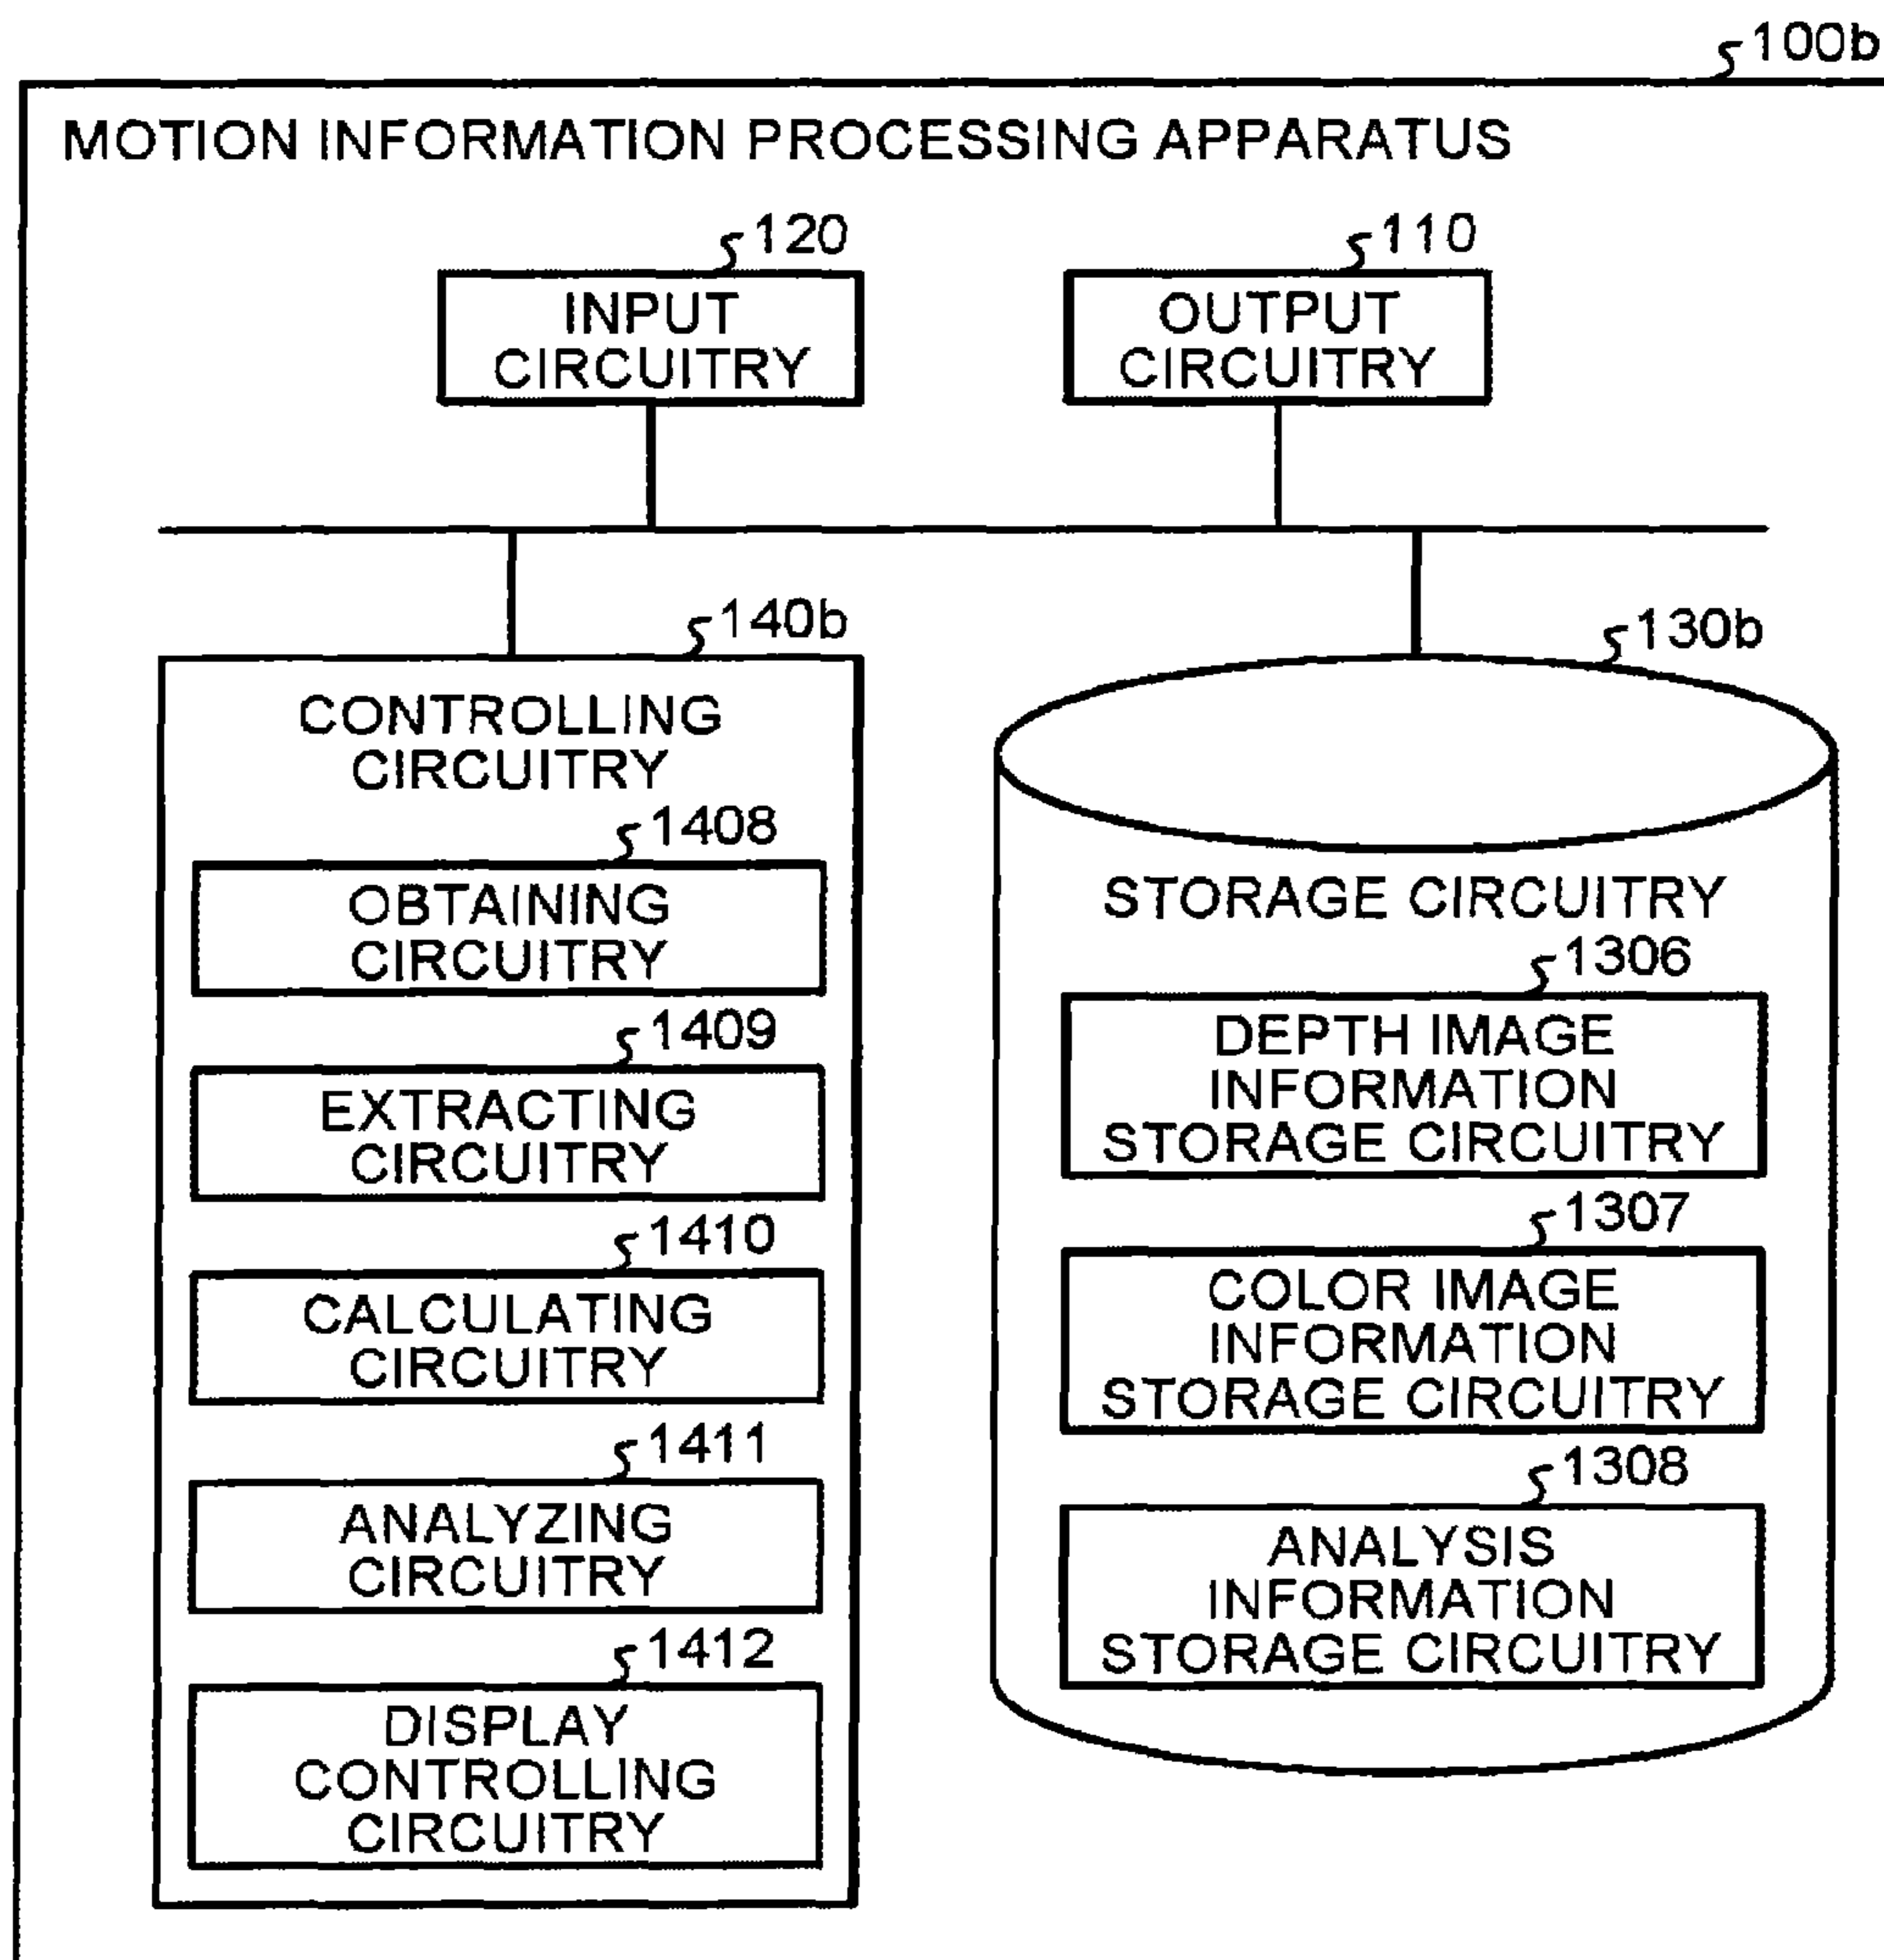 100b
MOTION INFORMATION PROCESSING APPARATUS
120
INPUT
CIRCUITRY
110
OUTPUT
CIRCUITRY
140b
CONTROLLING
CIRCUITRY
1408
OBTAINING
CIRCUITRY
1409
EXTRACTING
CIRCUITRY
1410
CALCULATING
CIRCUITRY
1411
ANALYZING
CIRCUITRY
1412
DISPLAY
CONTROLLING
CIRCUITRY
130b
STORAGE CIRCUITRY
1306
DEPTH IMAGE
INFORMATION
STORAGE CIRCUITRY
1307
COLOR IMAGE
INFORMATION
STORAGE CIRCUITRY
1308
ANALYSIS
INFORMATION
STORAGE CIRCUITRY